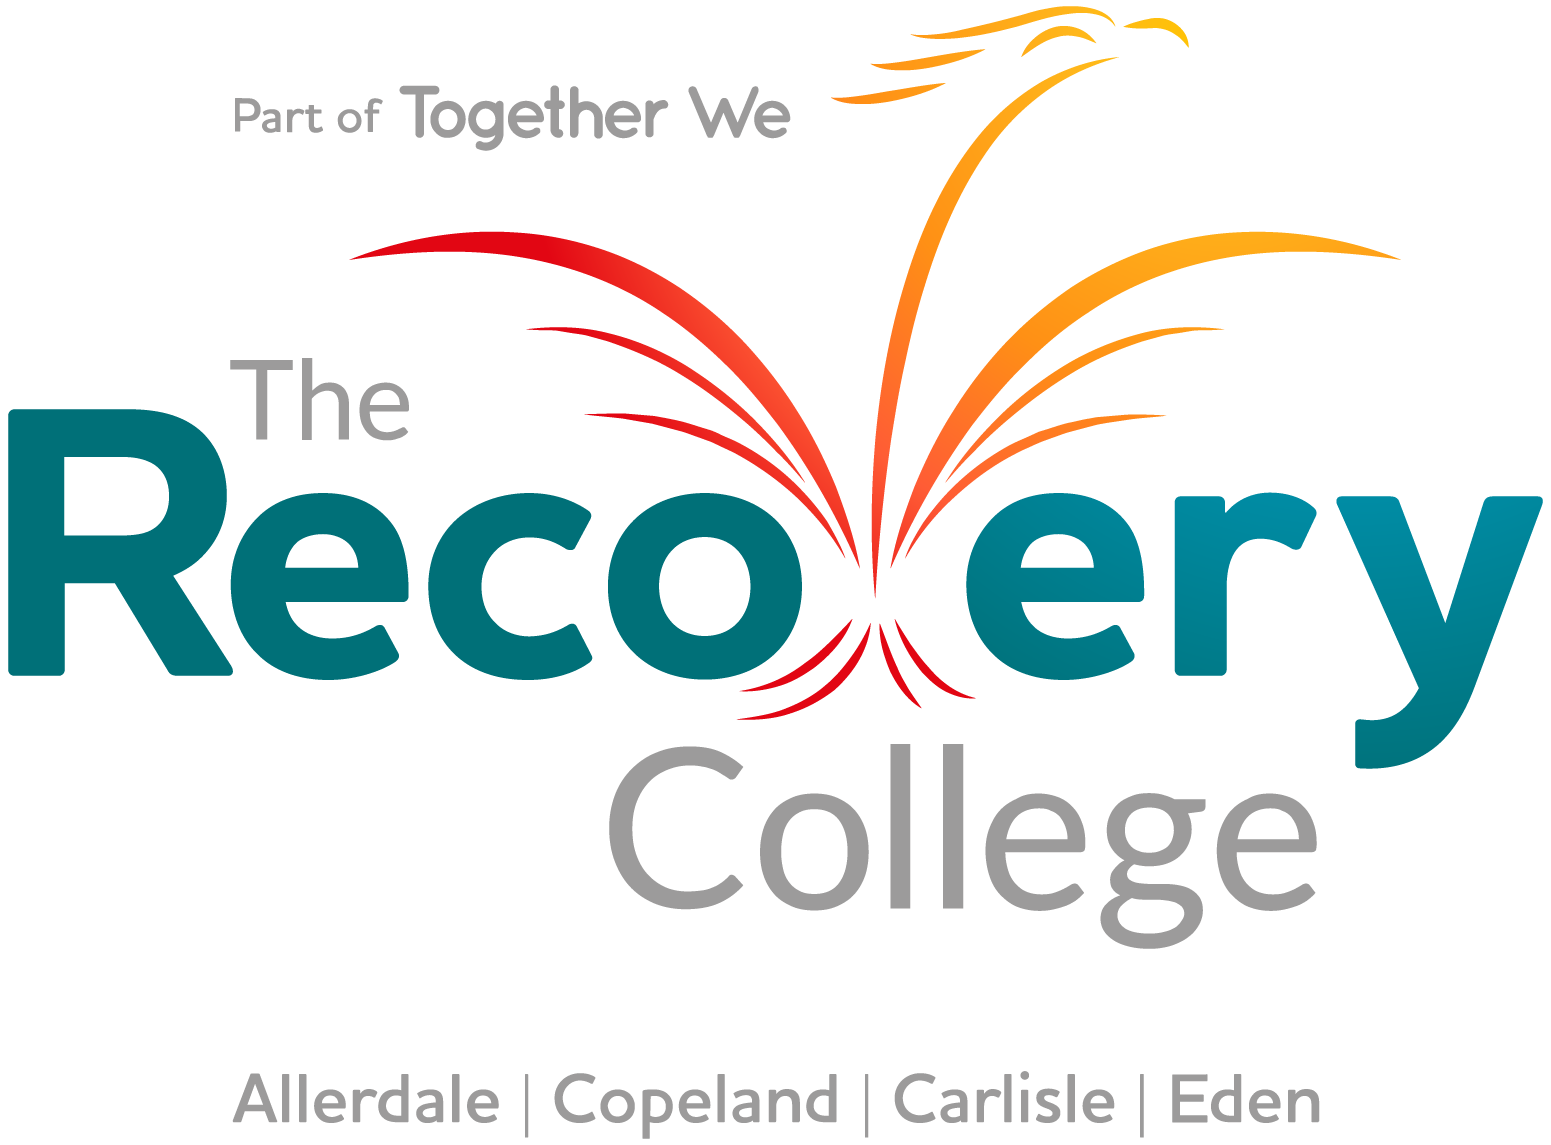 Part of Together We
The
Recovery
College
Allerdale | Copeland | Carlisle | Eden